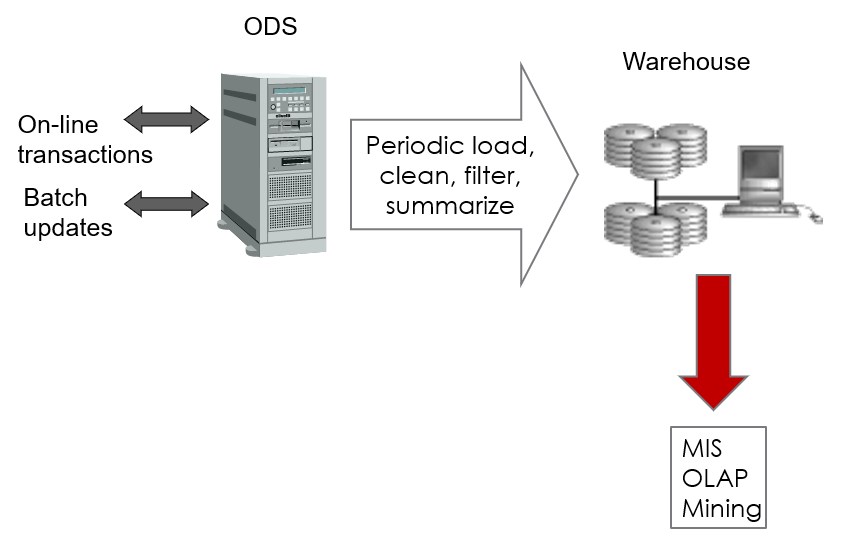 ODS
Warehouse
On-line
transactions
Batch
updates
Periodic load,
clean, filter,
summarize
MIS
OLAP
Mining